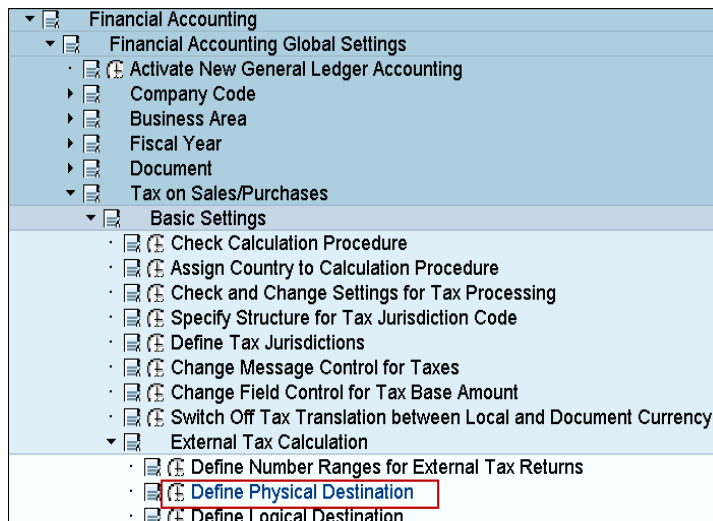 Financial Accounting
Financial Accounting Global Settings
Activate New General Ledger Accounting
Company Code
Business Area
Fiscal Year
Document
Tax on Sales/Purchases
Basic Settings
Check Calculation Procedure
Assign Country to Calculation Procedure
Check and Change Settings for Tax Processing
Specify Structure for Tax Jurisdiction Code
Define Tax Jurisdictions
Change Message Control for Taxes
Change Field Control for Tax Base Amount
Switch Off Tax Translation between Local and Document Currency
External Tax Calculation
Define Number Ranges for External Tax Returns
Define Physical Destination
Define Logical Destination